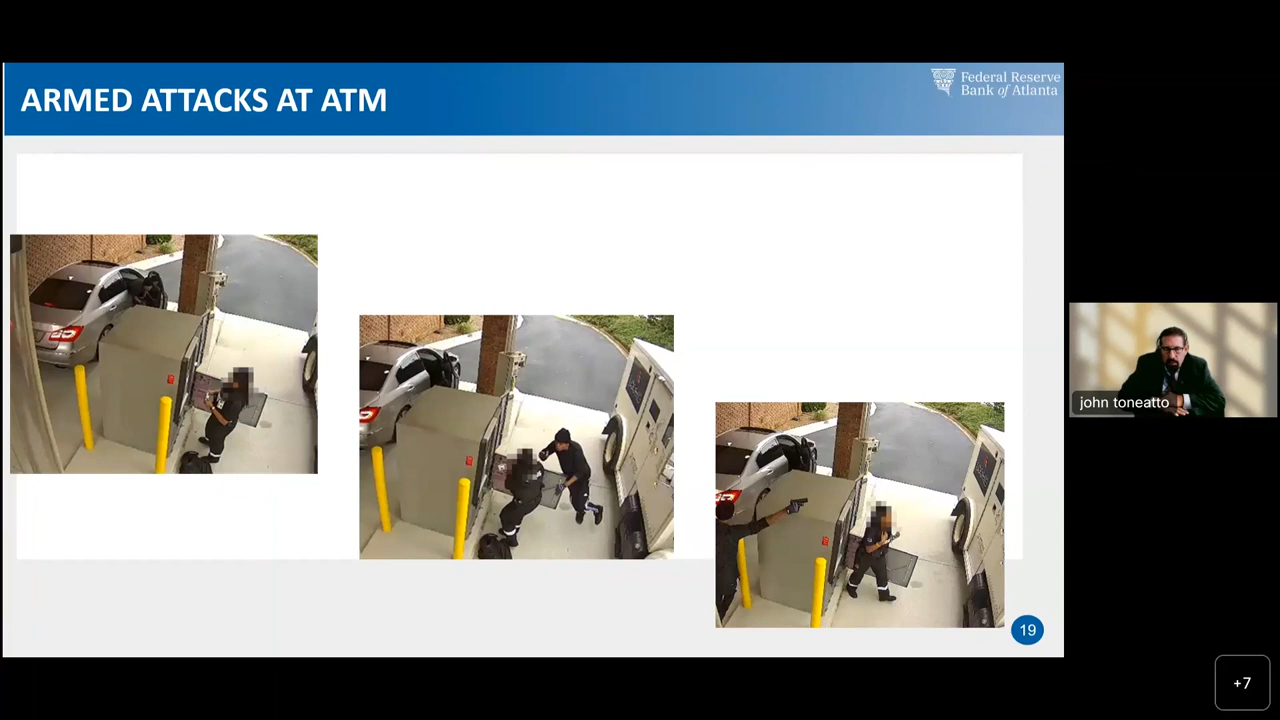 ARMED ATTACKS AT ATM
Federal Reserve
Bank of Atlanta
john toneatto
19
+7